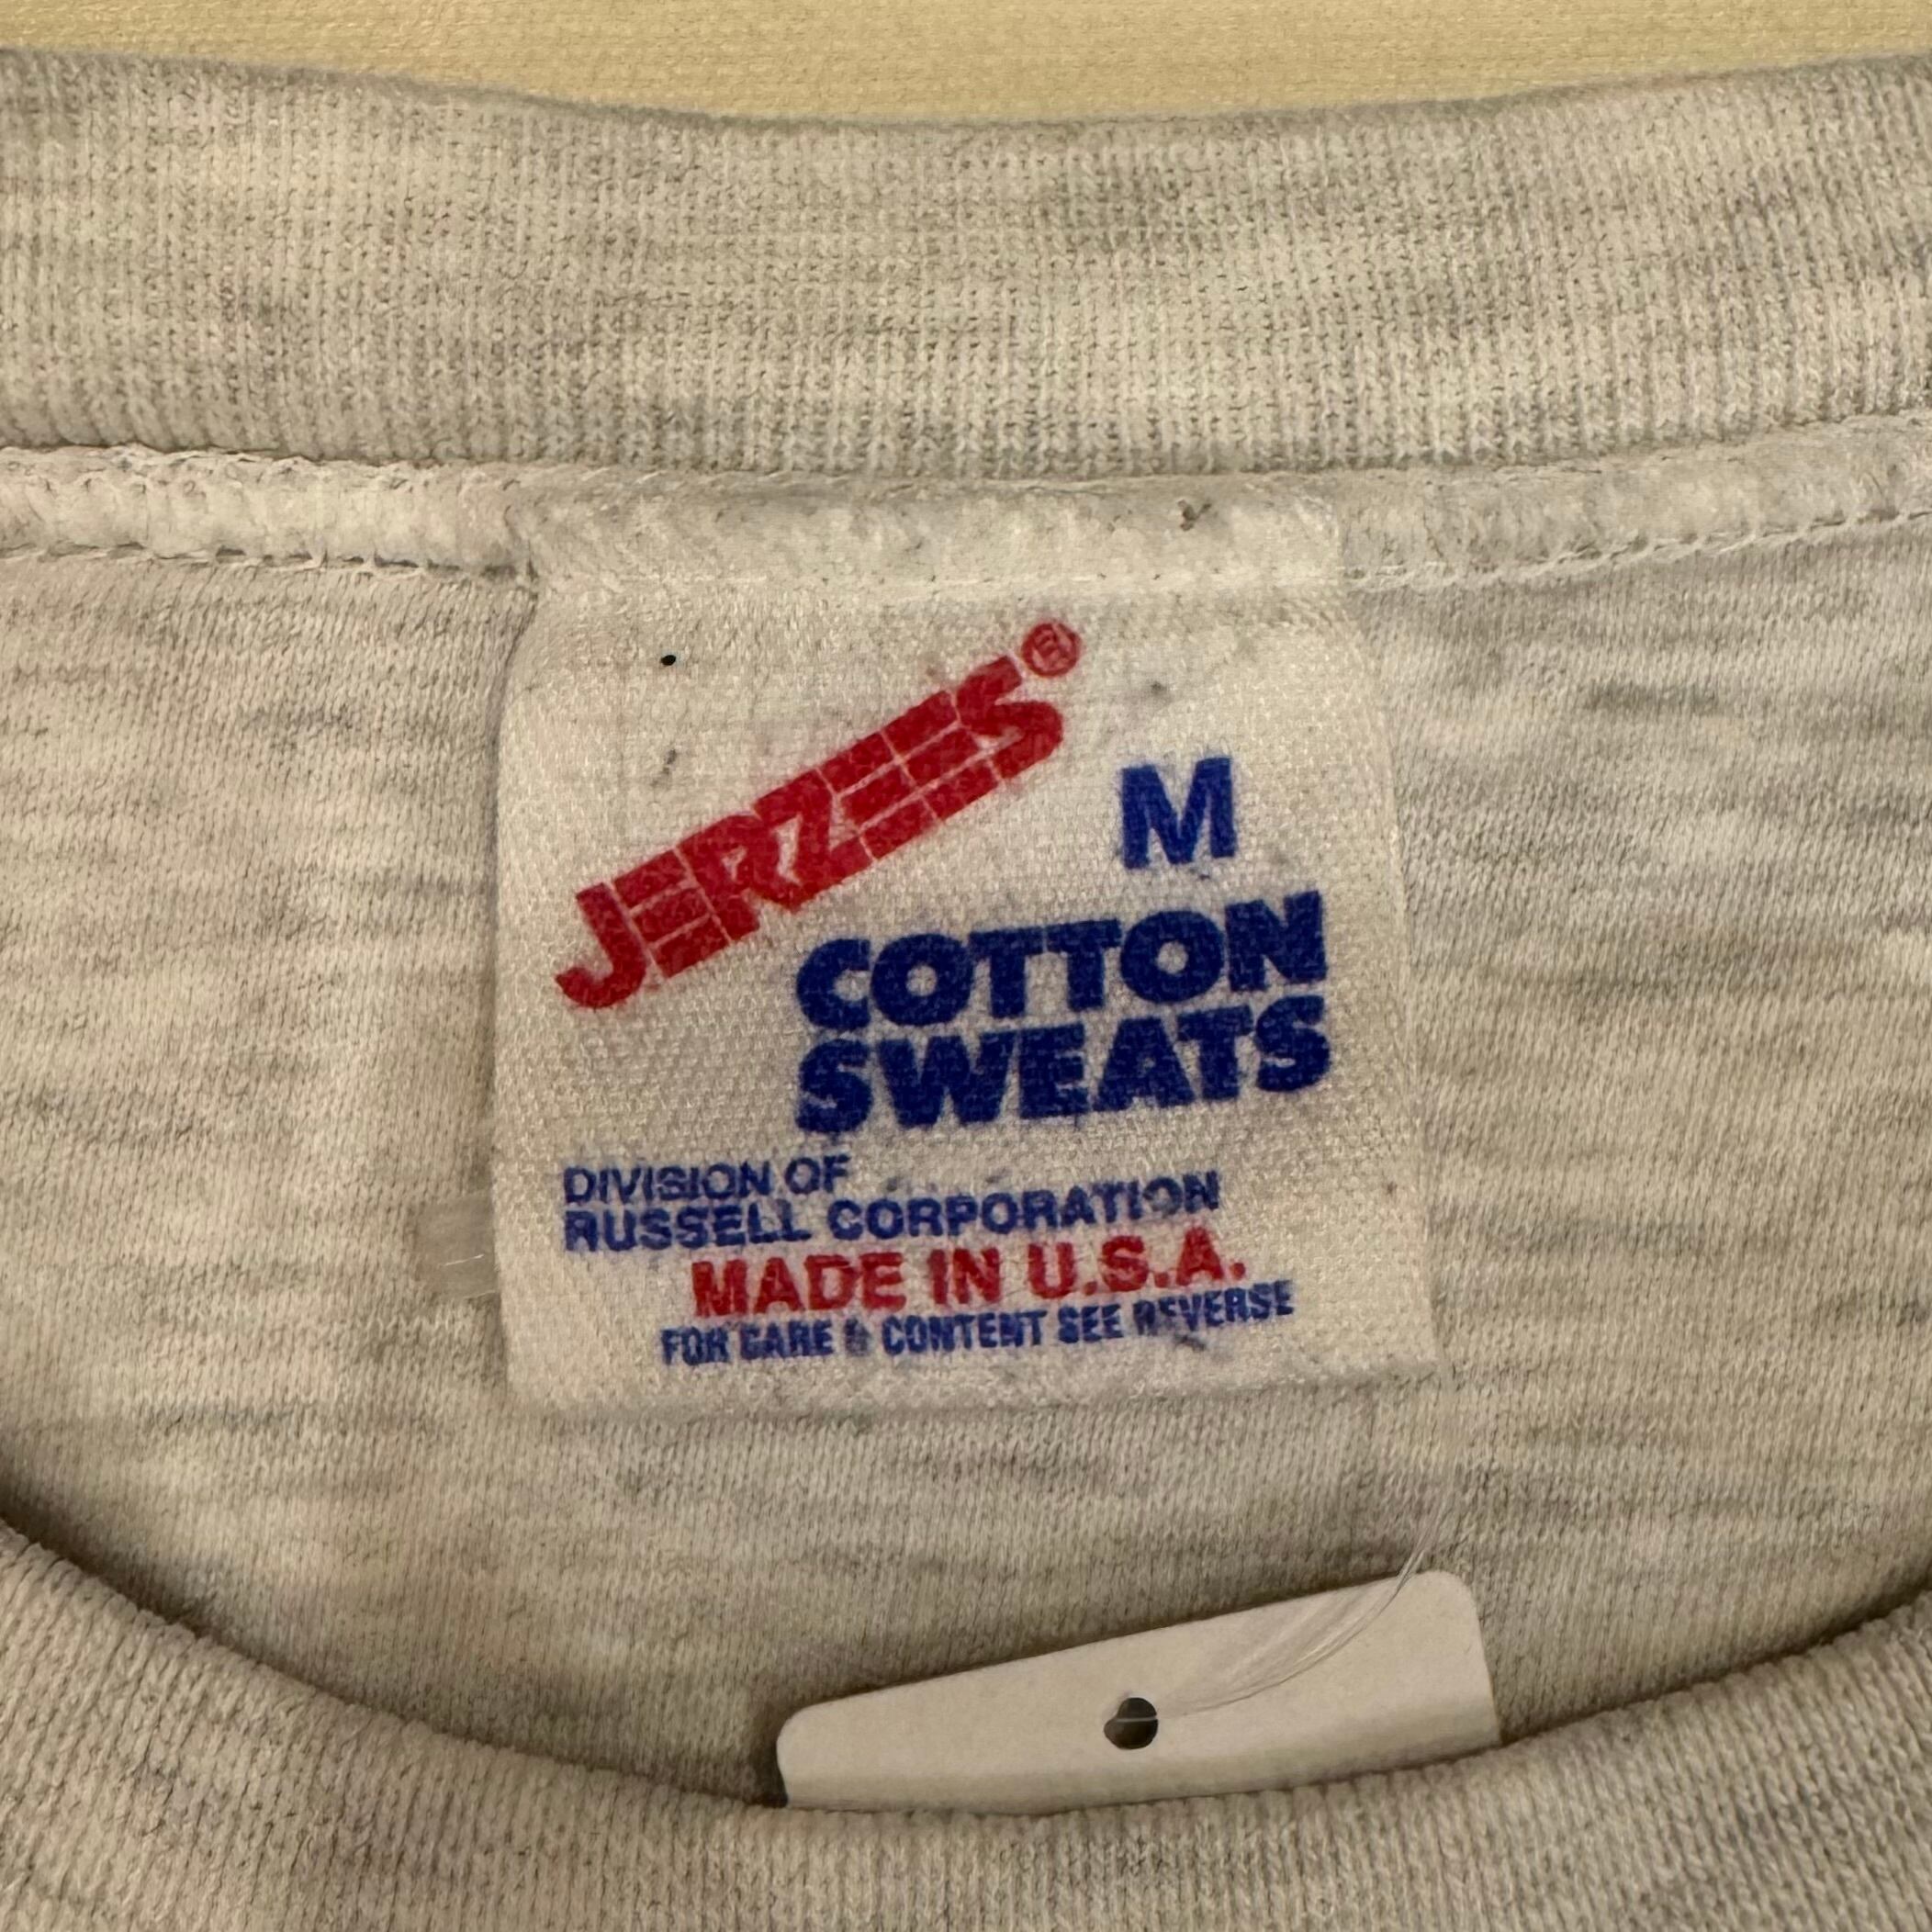 JERZEES®
M
COTTON
SWEATS
DIVISION OF
RUSSELL CORPORATION
MADE IN U.S.A.
FOR CARE & CONTENT SEE REVERSE